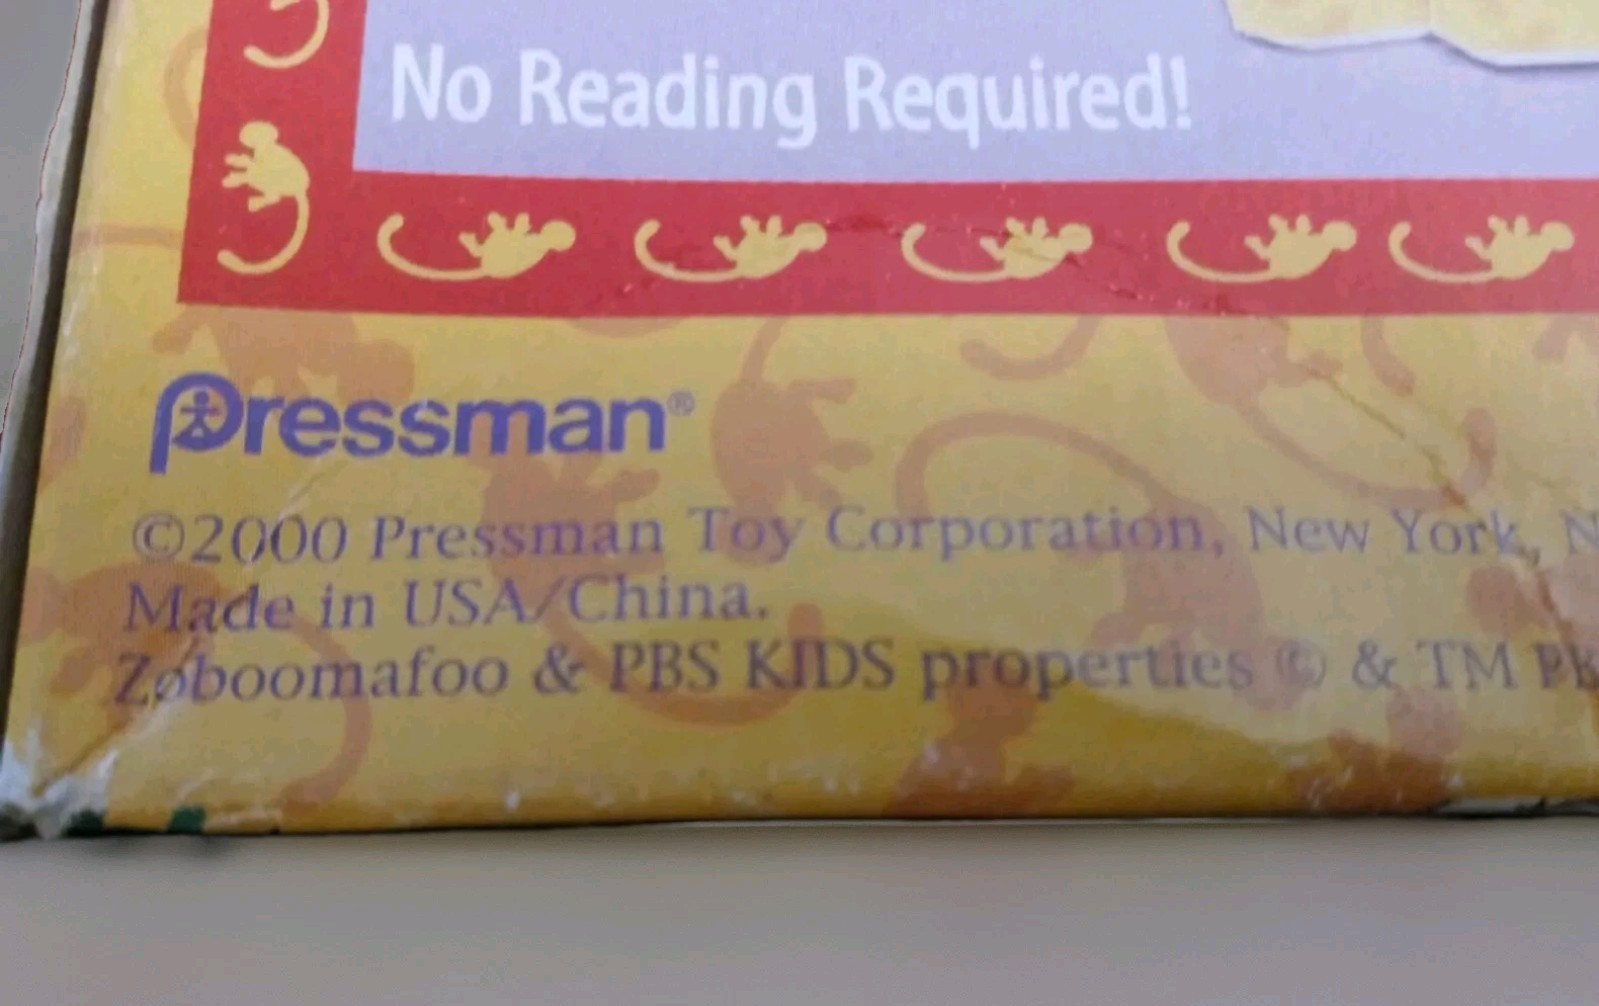 No Reading Required!
Pressman®
©2000 Pressman Toy Corporation, New York,
Made in USA/China.
Zoboomafoo & PBS KIDS properties © & TM